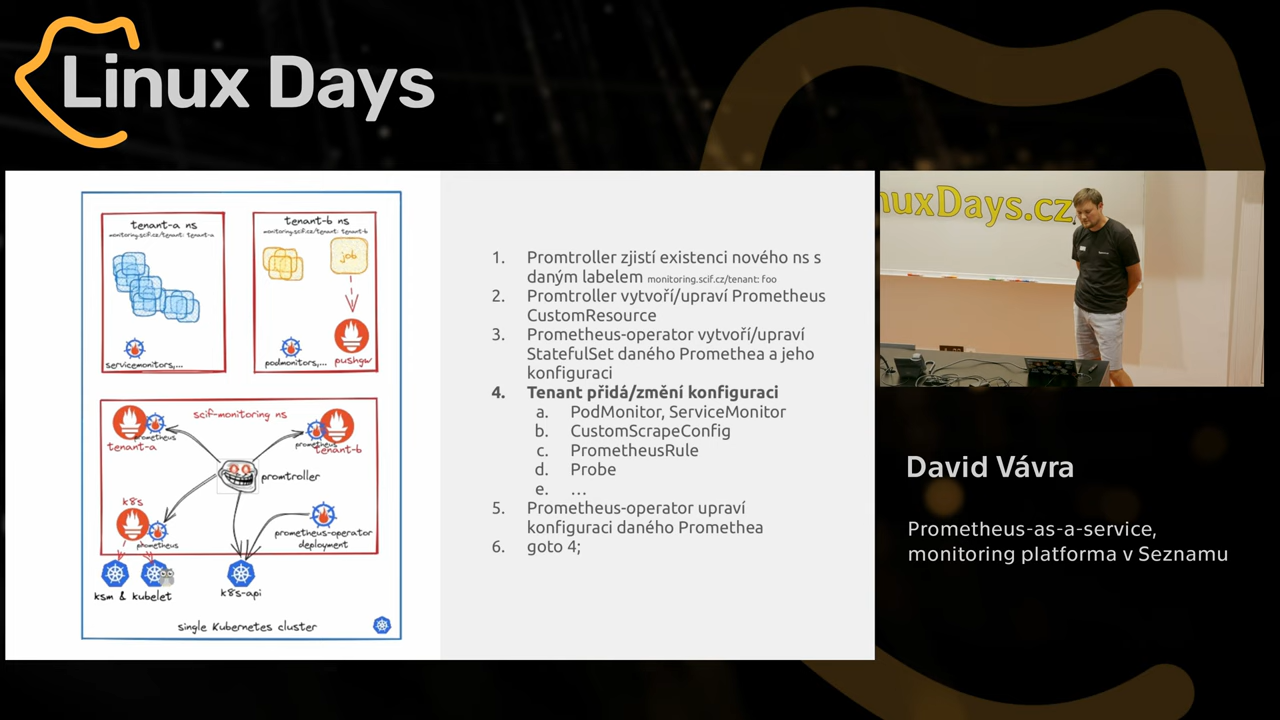 Linux Days
tenant-a ns
monitoring.scif.cz/tenant: tenant-a
servicemonitors,...
tenant-b ns
monitoring.scif.cz/tenant: tenant-b
job
podmonitors,...
pushgw
scif-monitoring ns
prometheus
tenant-a
prometheus
tenant-b
promtroller
k8s
prometheus
prometheus-operator
deployment
ksm & kubelet
k8s-api
single Kubernetes cluster
1. Promtroller zjistí existenci nového ns s
daným labelem monitoring.scif.cz/tenant: foo
2. Promtroller vytvoří/upraví Prometheus
CustomResource
3. Prometheus-operator vytvoří/upraví
StatefulSet daného Promethea a jeho
konfiguraci
4. Tenant přidá/změní konfiguraci
a. PodMonitor, ServiceMonitor
b. CustomScrapeConfig
c. PrometheusRule
d. Probe
e. …
5. Prometheus-operator upraví
konfiguraci daného Promethea
6. goto 4;
nuxDays.cz
David Vávra
Prometheus-as-a-service,
monitoring platforma v Seznamu